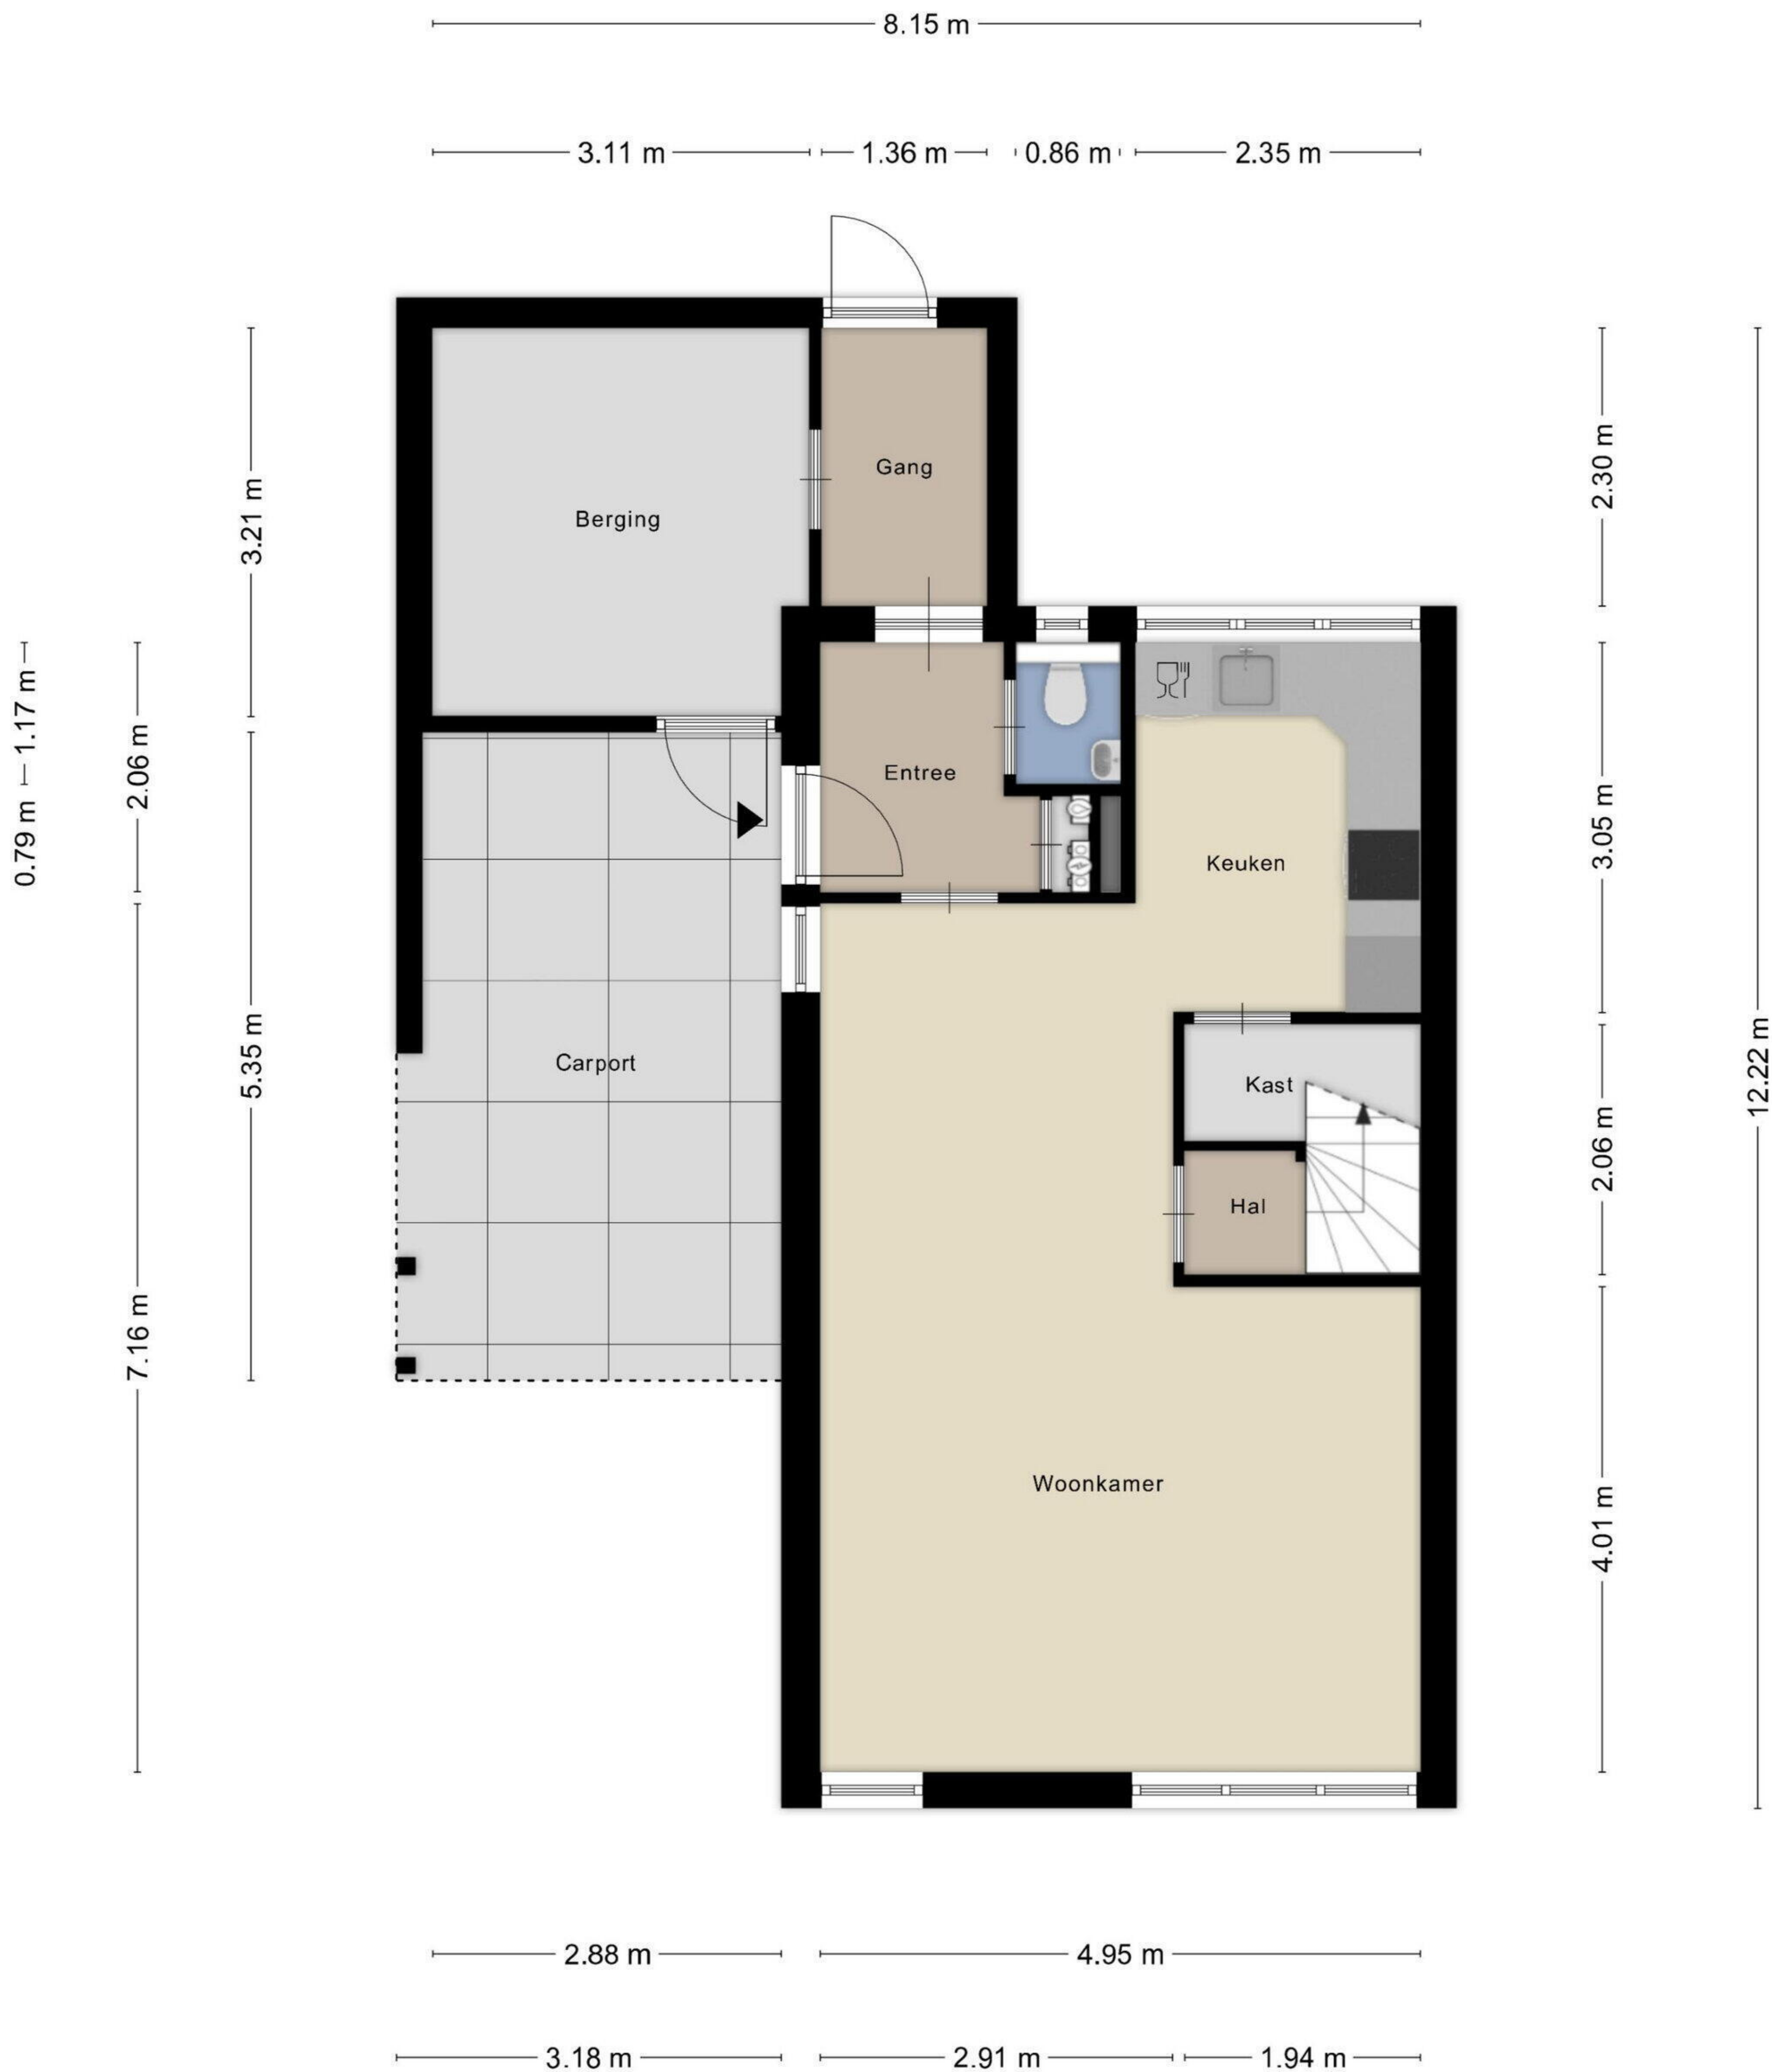 8.15 m
3.11 m
1.36 m
0.86 m
2.35 m
Gang
Berging
3.21 m
2.30 m
1.17 m
0.79 m
2.06 m
Entree
Keuken
3.05 m
Carport
5.35 m
Kast
12.22 m
2.06 m
Hal
7.16 m
Woonkamer
4.01 m
2.88 m
4.95 m
3.18 m
2.91 m
1.94 m